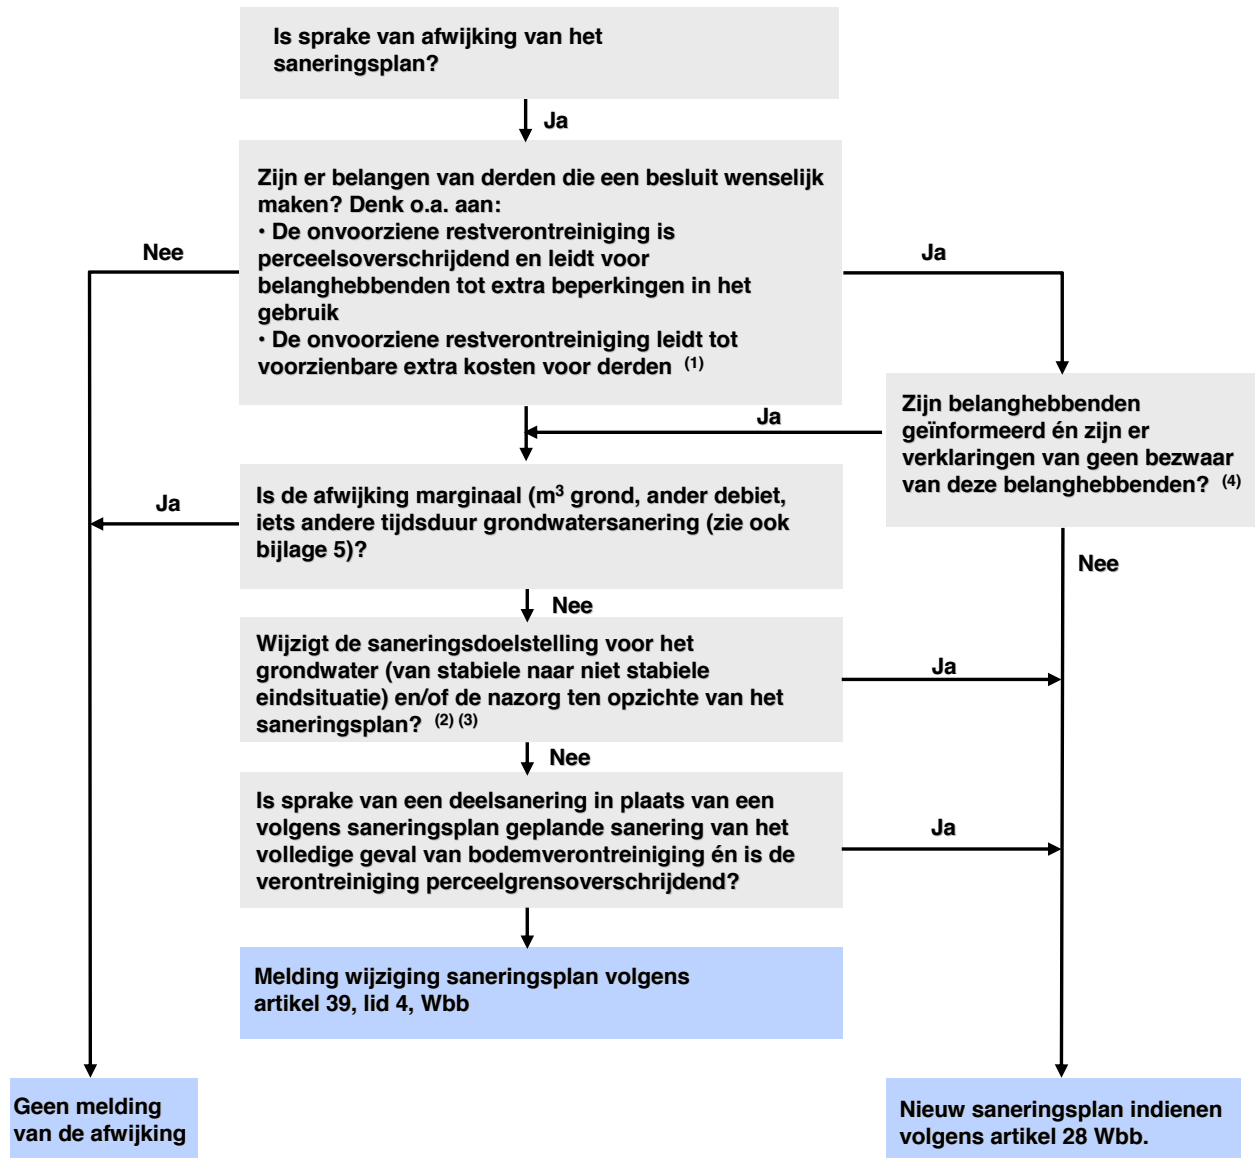 Is sprake van afwijking van het
saneringsplan?
Ja
Zijn er belangen van derden die een besluit wenselijk
maken? Denk o.a. aan:
• De onvoorziene restverontreiniging is
perceelsoverschrijdend en leidt voor
belanghebbenden tot extra beperkingen in het
gebruik
• De onvoorziene restverontreiniging leidt tot
voorzienbare extra kosten voor derden (1)
Nee
Ja
Zijn belanghebbenden
geïnformeerd én zijn er
verklaringen van geen bezwaar
van deze belanghebbenden? (4)
Ja
Is de afwijking marginaal (m³ grond, ander debiet,
iets andere tijdsduur grondwatersanering (zie ook
bijlage 5)?
Ja
Nee
Nee
Wijzigt de saneringsdoelstelling voor het
grondwater (van stabiele naar niet stabiele
eindsituatie) en/of de nazorg ten opzichte van het
saneringsplan? (2) (3)
Ja
Nee
Is sprake van een deelsanering in plaats van een
volgens saneringsplan geplande sanering van het
volledige geval van bodemverontreiniging én is de
verontreiniging perceelgrensoverschrijdend?
Ja
Melding wijziging saneringsplan volgens
artikel 39, lid 4, Wbb
Geen melding
van de afwijking
Nieuw saneringsplan indienen
volgens artikel 28 Wbb.